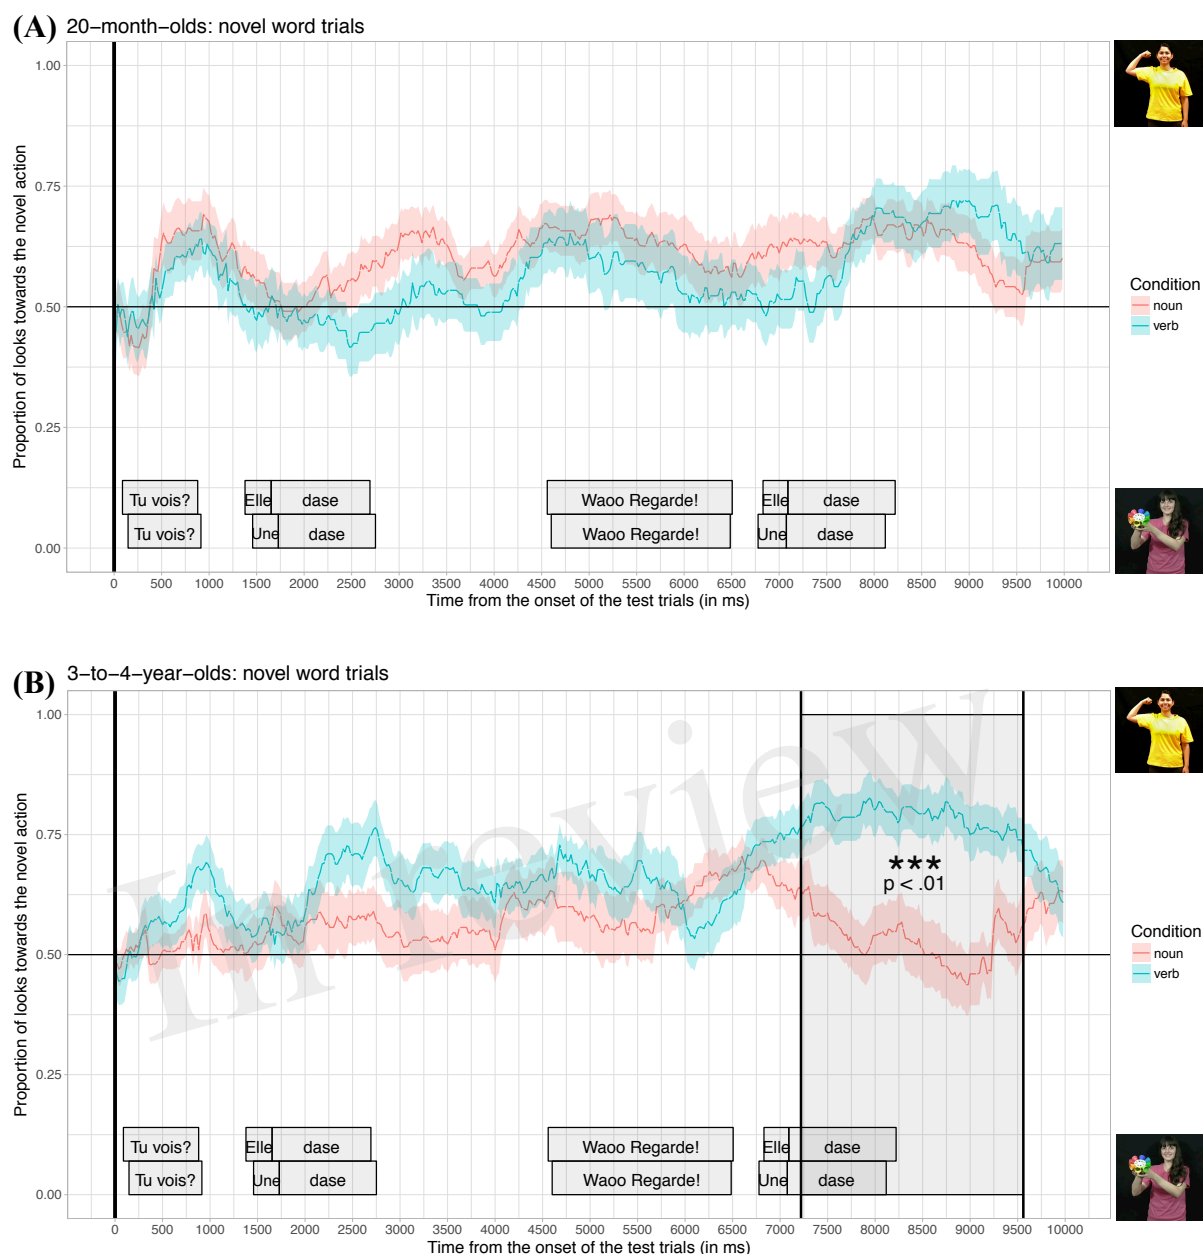 (A) 20−month−olds: novel word trials
Proportion of looks towards the novel action
1.00
0.75
0.50
0.25
0.00
Condition
noun
verb
Tu vois? Elle dase Waoo Regarde! Elle dase
Tu vois? Une dase Waoo Regarde! Une dase
0 500 1000 1500 2000 2500 3000 3500 4000 4500 5000 5500 6000 6500 7000 7500 8000 8500 9000 9500 10000
Time from the onset of the test trials (in ms)
(B) 3−to−4−year−olds: novel word trials
Proportion of looks towards the novel action
1.00
0.75
0.50
0.25
0.00
In review
***
p < .01
Condition
noun
verb
Tu vois? Elle dase Waoo Regarde! Elle dase
Tu vois? Une dase Waoo Regarde! Une dase
0 500 1000 1500 2000 2500 3000 3500 4000 4500 5000 5500 6000 6500 7000 7500 8000 8500 9000 9500 10000
Time from the onset of the test trials (in ms)